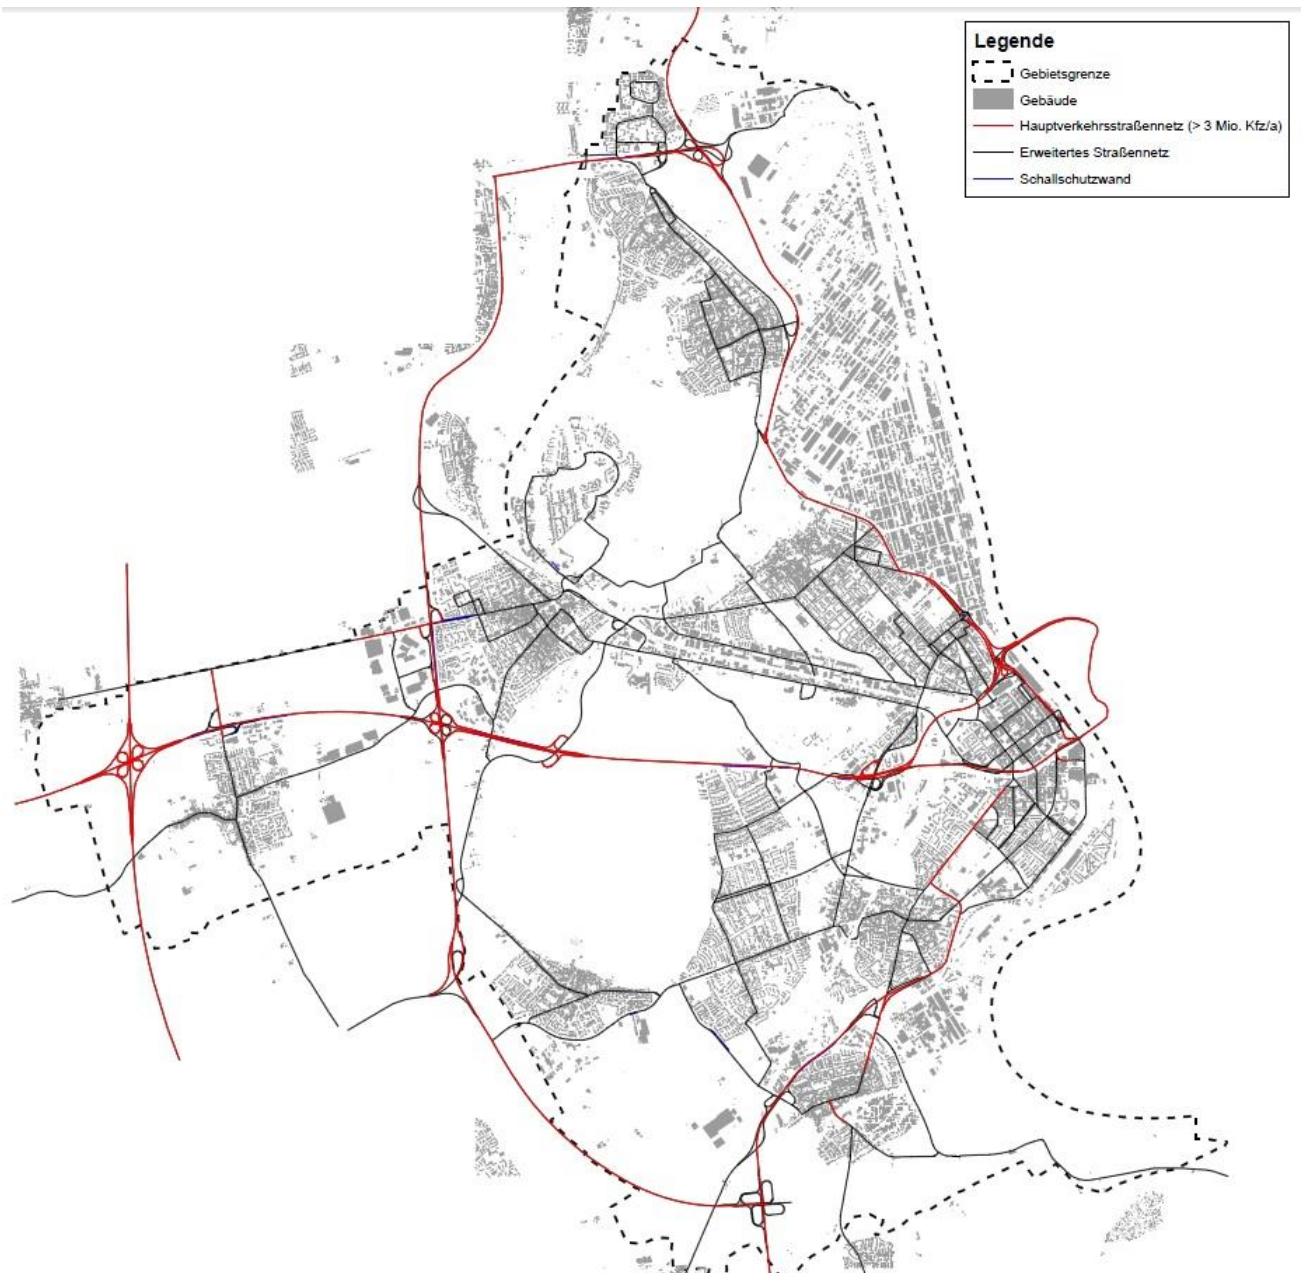 Legende
Gebietsgrenze
Gebäude
Hauptverkehrsstraßennetz (> 3 Mio. Kfz/a)
Erweitertes Straßennetz
Schallschutzwand